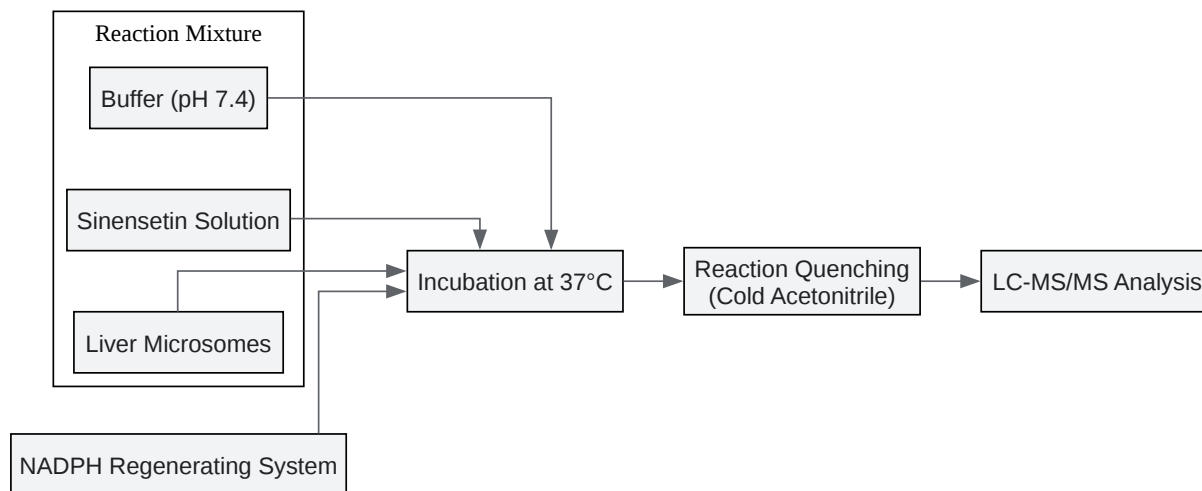 Reaction Mixture
Buffer (pH 7.4)
Sinensetin Solution
Liver Microsomes
NADPH Regenerating System
Incubation at 37°C
Reaction Quenching
(Cold Acetonitrile)
LC-MS/MS Analysis